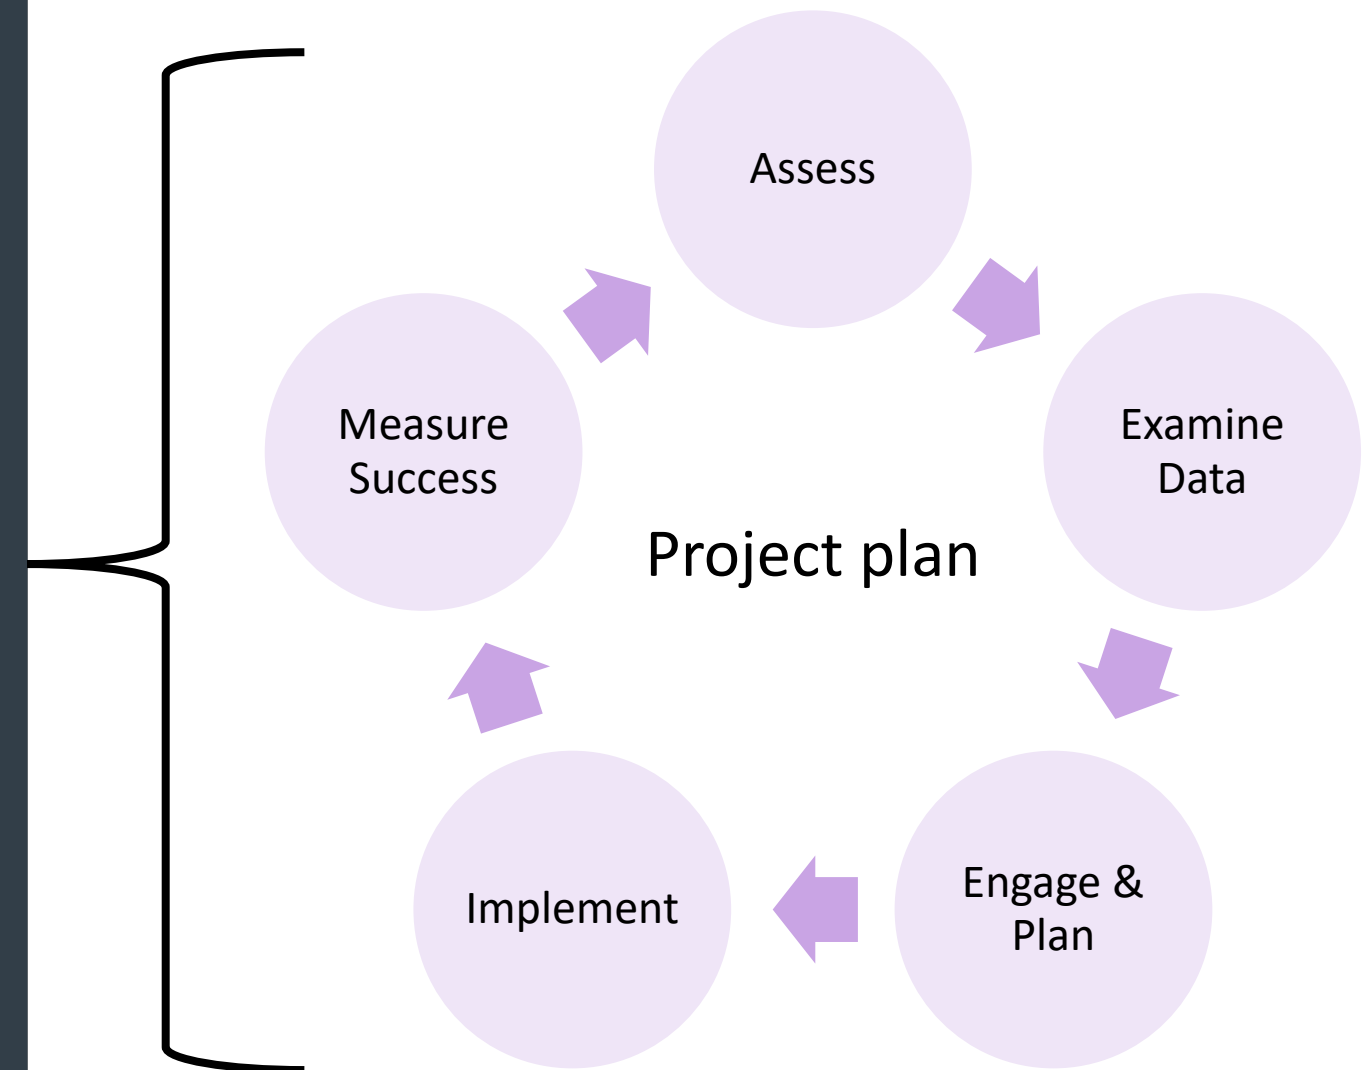 Assess
Examine
Data
Engage &
Plan
Implement
Measure
Success
Project plan